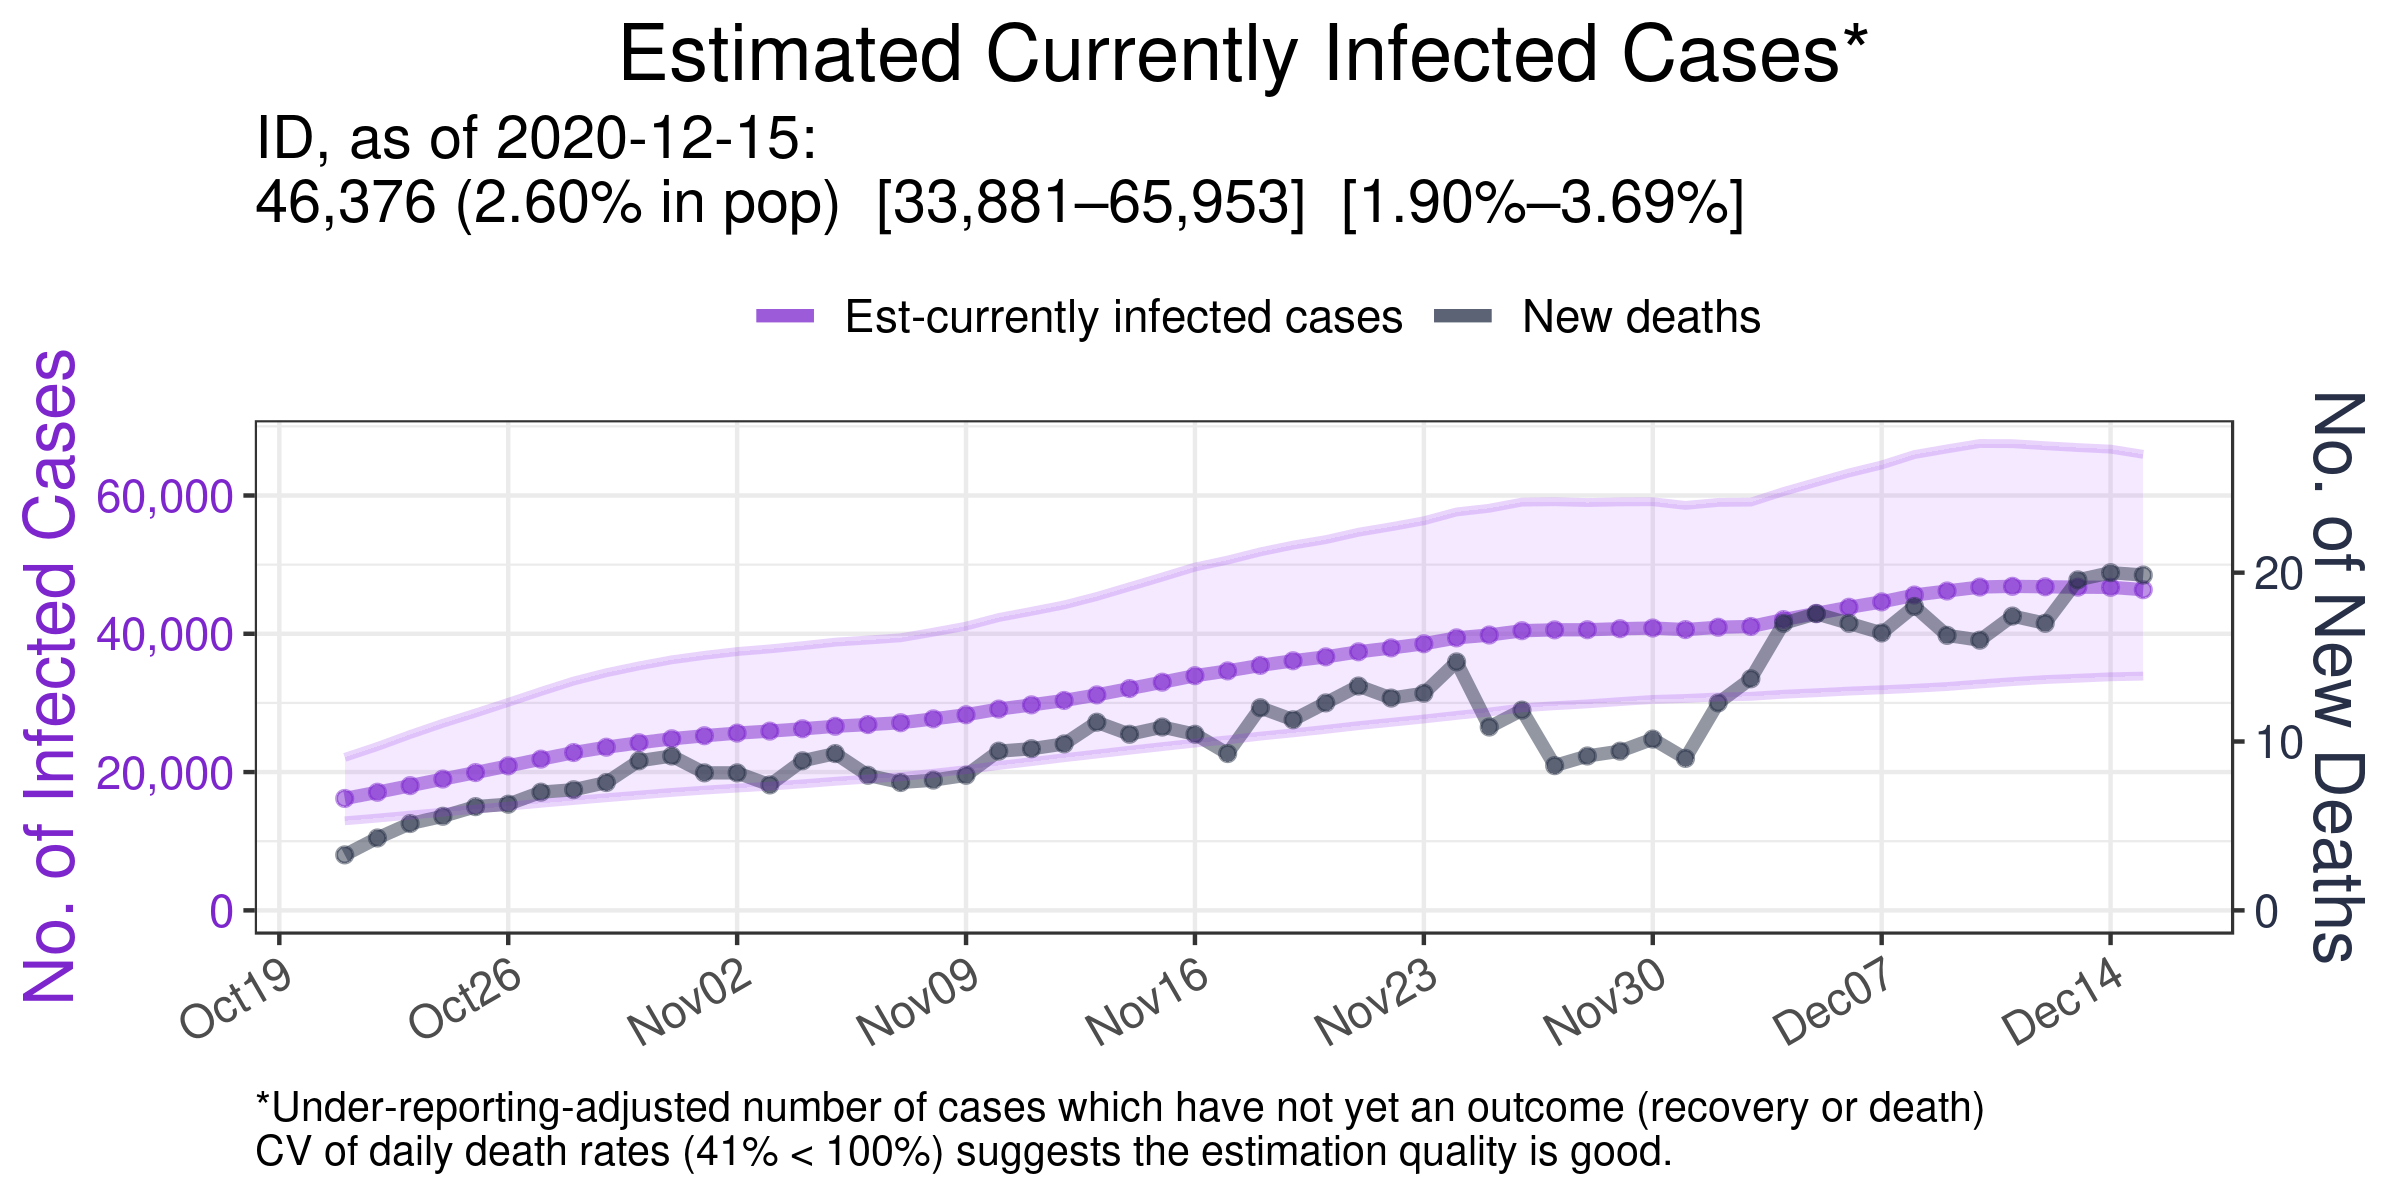 Estimated Currently Infected Cases*
ID, as of 2020-12-15:
46,376 (2.60% in pop)  [33,881–65,953]  [1.90%–3.69%]
Est-currently infected cases
New deaths
No. of Infected Cases
60,000
40,000
20,000
0
20
10
0
No. of New Deaths
Oct19
Oct26
Nov02
Nov09
Nov16
Nov23
Nov30
Dec07
Dec14
*Under-reporting-adjusted number of cases which have not yet an outcome (recovery or death)
CV of daily death rates (41% < 100%) suggests the estimation quality is good.